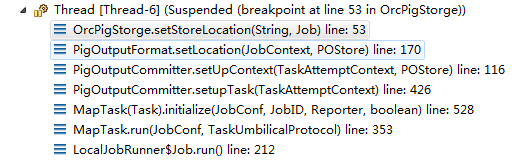 Thread [Thread-6] (Suspended (breakpoint at line 53 in OrcPigStorge))
OrcPigStorge.setStoreLocation(String, Job) line: 53
PigOutputFormat.setLocation(JobContext, POStore) line: 170
PigOutputCommitter.setUpContext(TaskAttemptContext, POStore) line: 116
PigOutputCommitter.setupTask(TaskAttemptContext) line: 426
MapTask(Task).initialize(JobConf, JobID, Reporter, boolean) line: 528
MapTask.run(JobConf, TaskUmbilicalProtocol) line: 353
LocalJobRunner$Job.run() line: 212